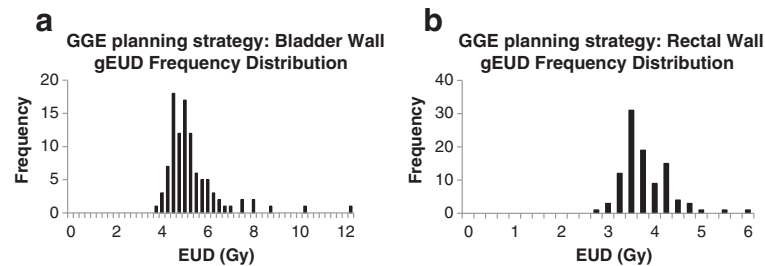 a
GGE planning strategy: Bladder Wall
gEUD Frequency Distribution
20
15
10
5
0
Frequency
0 2 4 6 8 10 12
EUD (Gy)
b
GGE planning strategy: Rectal Wall
gEUD Frequency Distribution
40
30
20
10
0
Frequency
0 1 2 3 4 5 6
EUD (Gy)